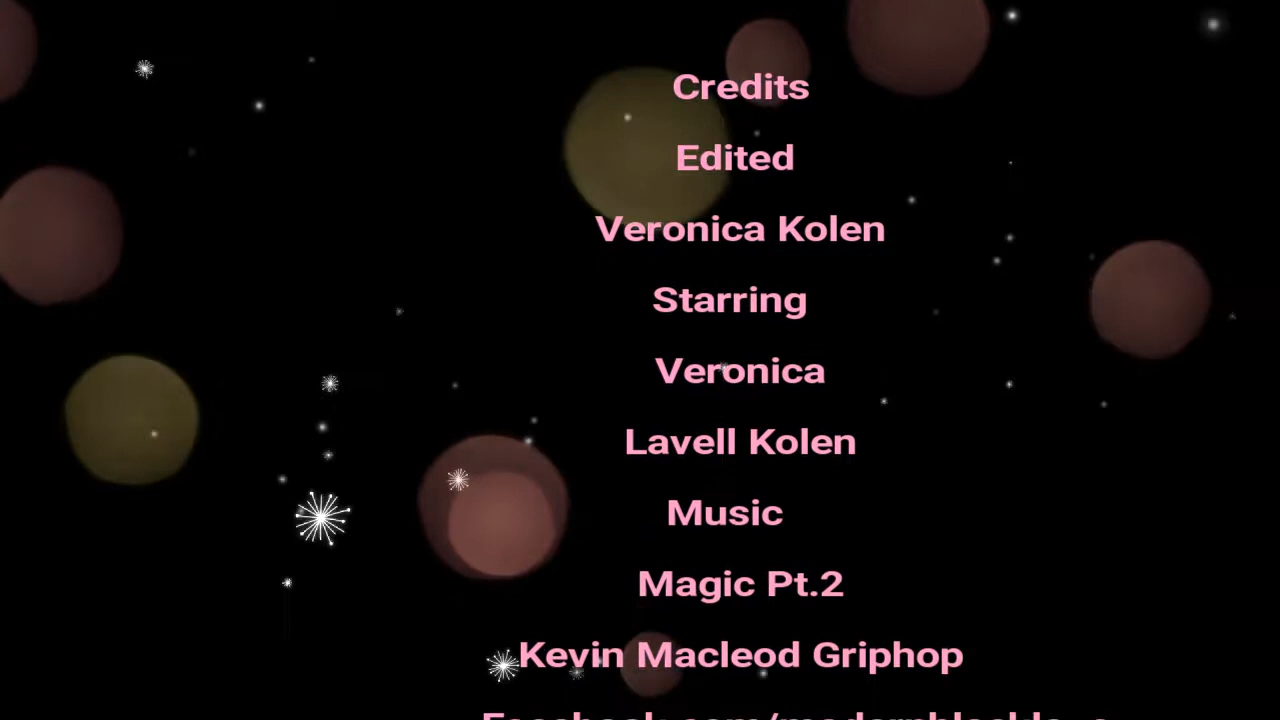 Credits
Edited
Veronica Kolen
Starring
Veronica
Lavell Kolen
Music
Magic Pt.2
Kevin Macleod Griphop